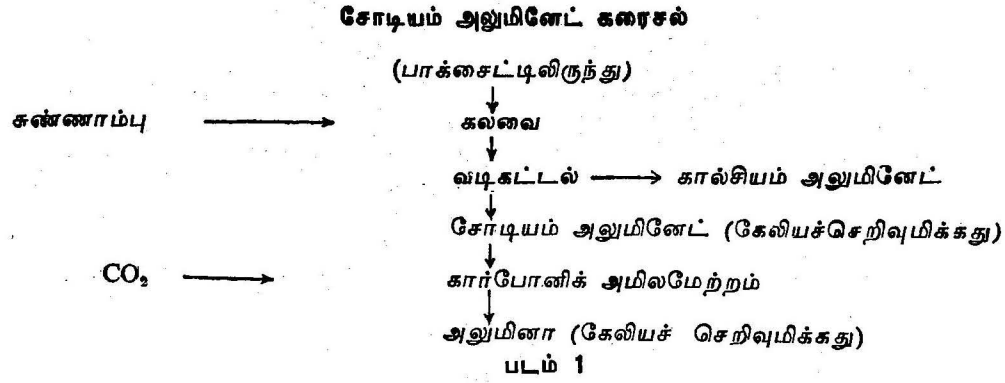 சோடியம் அலுமினேட் கரைசல்
(பாக்சைட்டிலிருந்து)
சுண்ணாம்பு
கலவை
வடிகட்டல்
கால்சியம் அலுமினேட்
சோடியம் அலுமினேட் (கேலியச்செறிவுமிக்கது)
CO₂
கார்போனிக் அமிலமேற்றம்
அலுமினா (கேலியச் செறிவுமிக்கது)
படம் 1